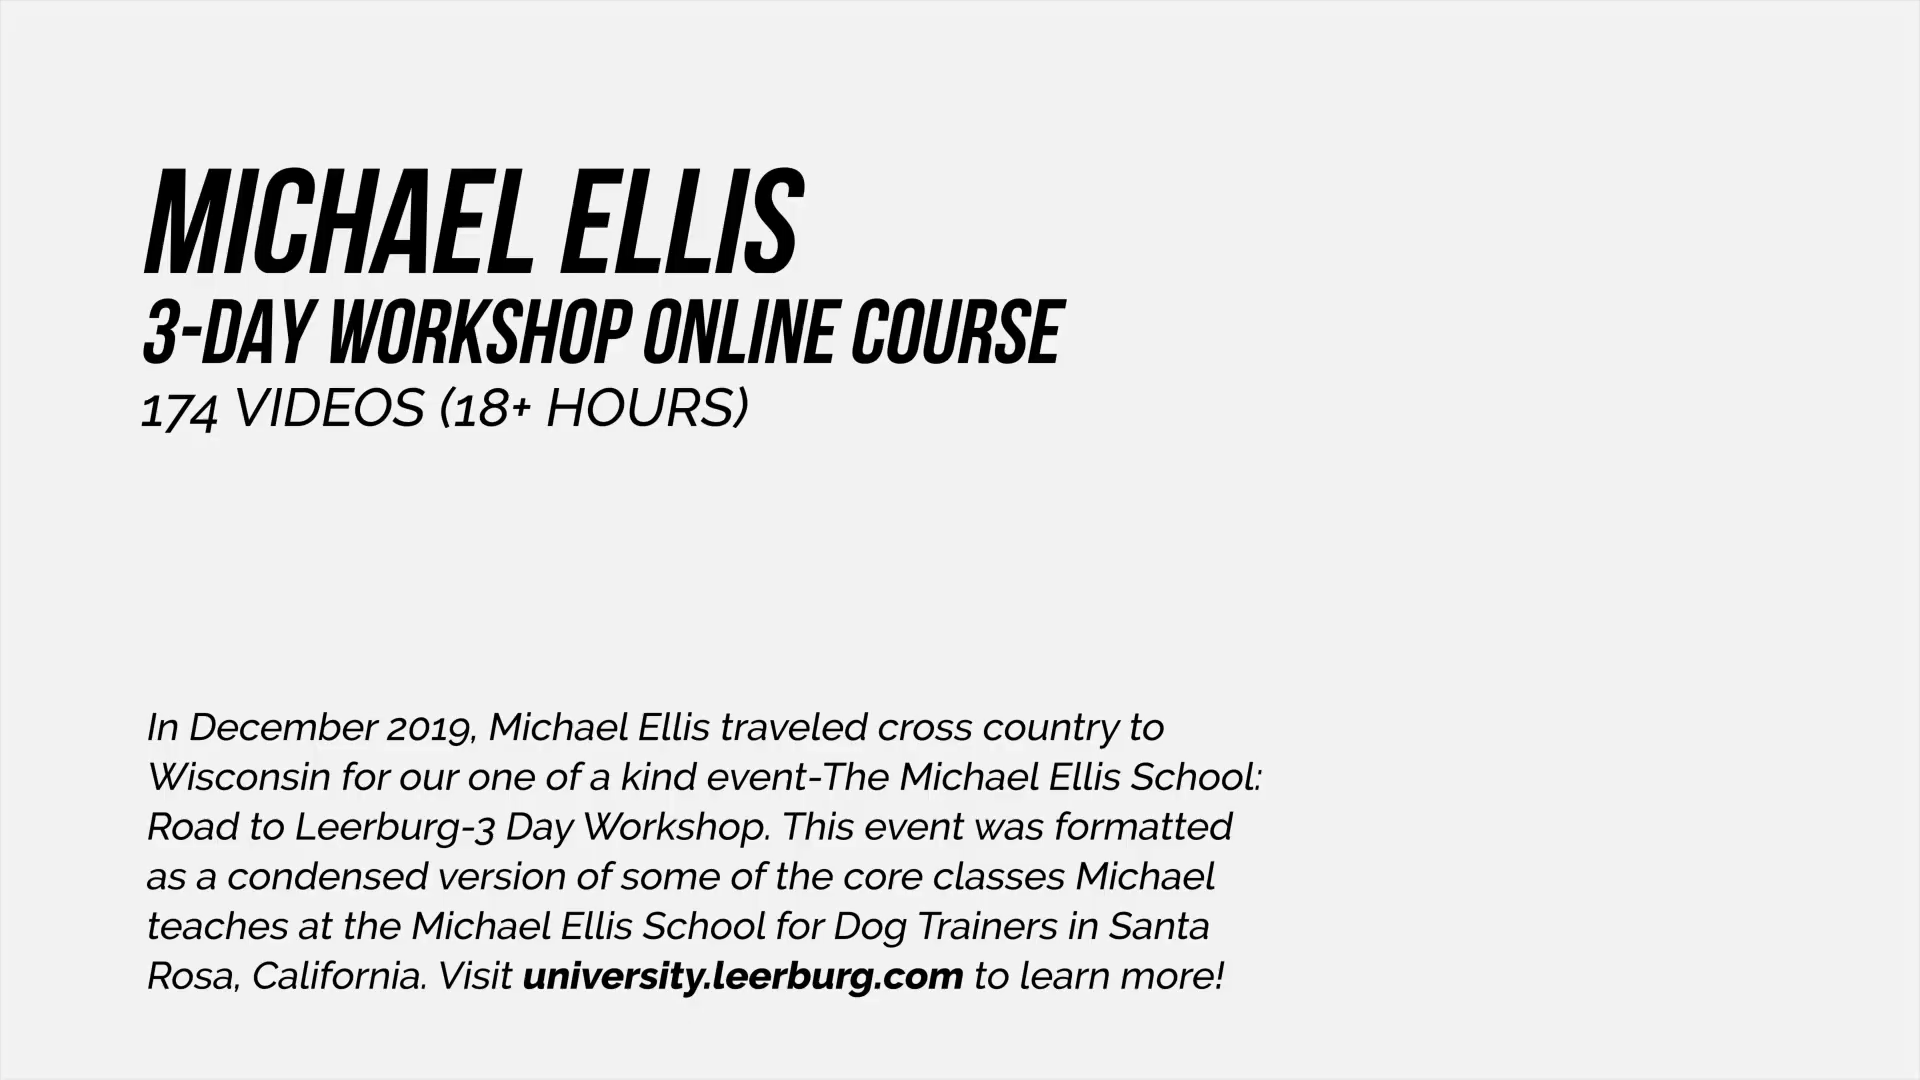 MICHAEL ELLIS
3-DAY WORKSHOP ONLINE COURSE
174 VIDEOS (18+ HOURS)
In December 2019, Michael Ellis traveled cross country to
Wisconsin for our one of a kind event-The Michael Ellis School:
Road to Leerburg-3 Day Workshop. This event was formatted
as a condensed version of some of the core classes Michael
teaches at the Michael Ellis School for Dog Trainers in Santa
Rosa, California. Visit university.leerburg.com to learn more!